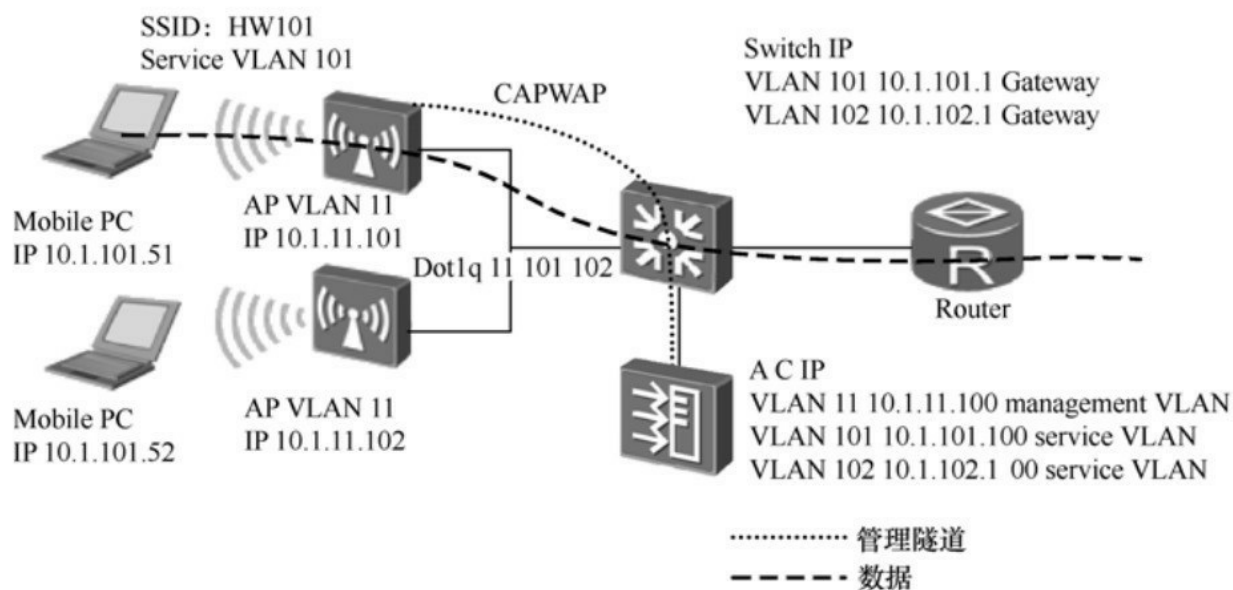 SSID： HW101
Service VLAN 101
CAPWAP
Switch IP
VLAN 101 10.1.101.1 Gateway
VLAN 102 10.1.102.1 Gateway
Mobile PC
IP 10.1.101.51
AP VLAN 11
IP 10.1.11.101
Dot1q 11 101 102
R
Router
Mobile PC
IP 10.1.101.52
AP VLAN 11
IP 10.1.11.102
A C IP
VLAN 11 10.1.11.100 management VLAN
VLAN 101 10.1.101.100 service VLAN
VLAN 102 10.1.102.1 00 service VLAN
管理隧道
数据